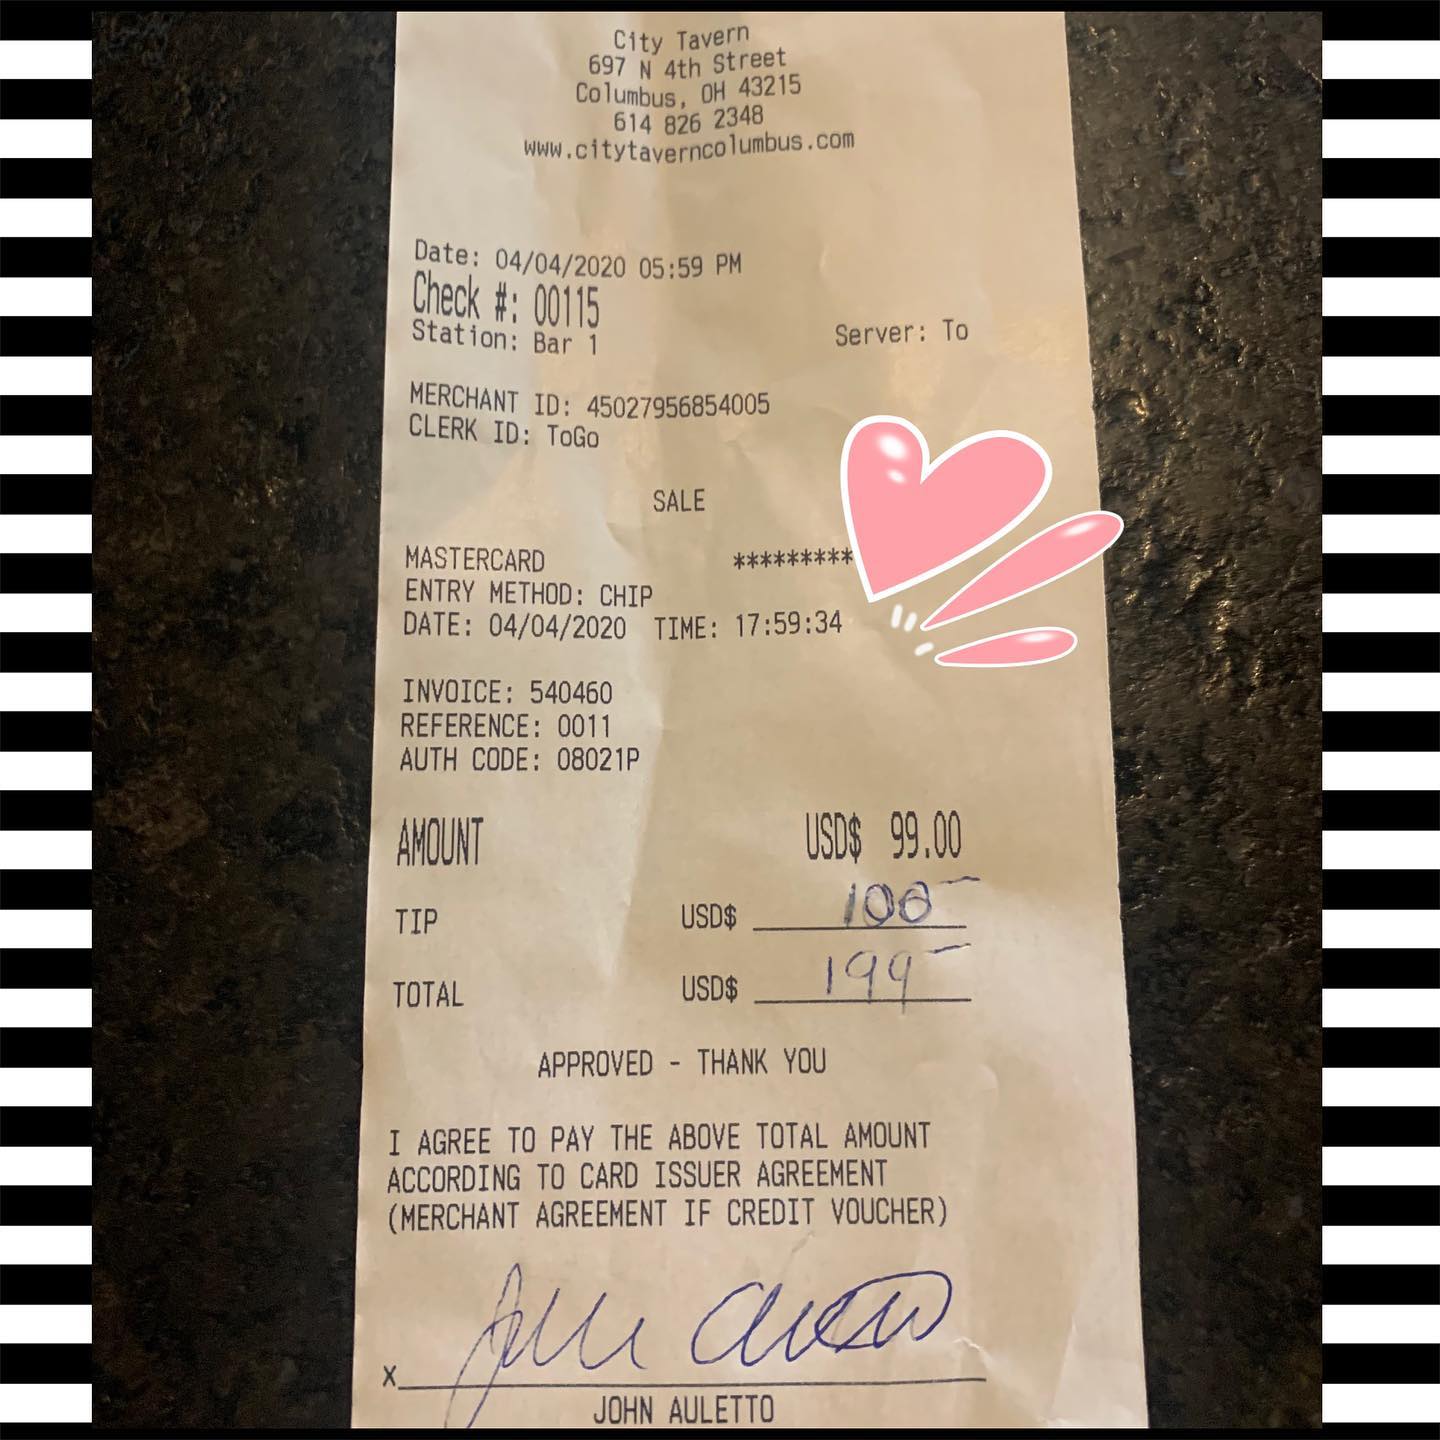 City Tavern
697 N 4th Street
Columbus, OH 43215
614 826 2348
www.citytaverncolumbus.com
Date: 04/04/2020 05:59 PM
Check #: 00115
Station: Bar 1 Server: To
MERCHANT ID: 45027956854005
CLERK ID: ToGo
SALE
MASTERCARD *********
ENTRY METHOD: CHIP
DATE: 04/04/2020 TIME: 17:59:34
INVOICE: 540460
REFERENCE: 0011
AUTH CODE: 08021P
AMOUNT USD$ 99.00
TIP USD$ 100-
TOTAL USD$ 199-
APPROVED - THANK YOU
I AGREE TO PAY THE ABOVE TOTAL AMOUNT
ACCORDING TO CARD ISSUER AGREEMENT
(MERCHANT AGREEMENT IF CREDIT VOUCHER)
x John Auletto
JOHN AULETTO